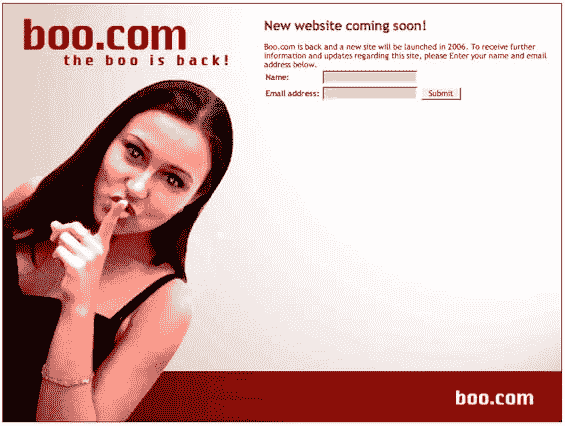 boo.com
the boo is back!
New website coming soon!
Boo.com is back and a new site will be launched in 2006. To receive further
information and updates regarding this site, please Enter your name and email
address below.
Name:
Email address:
Submit
boo.com